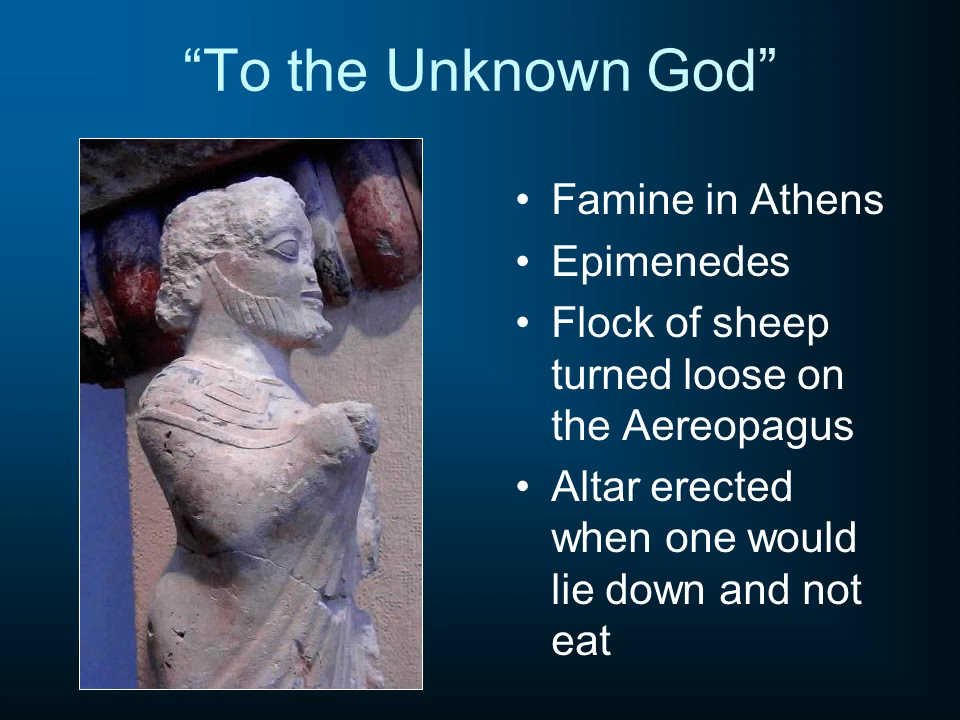 “To the Unknown God”
• Famine in Athens
• Epimenedes
• Flock of sheep
turned loose on
the Aereopagus
• Altar erected
when one would
lie down and not
eat